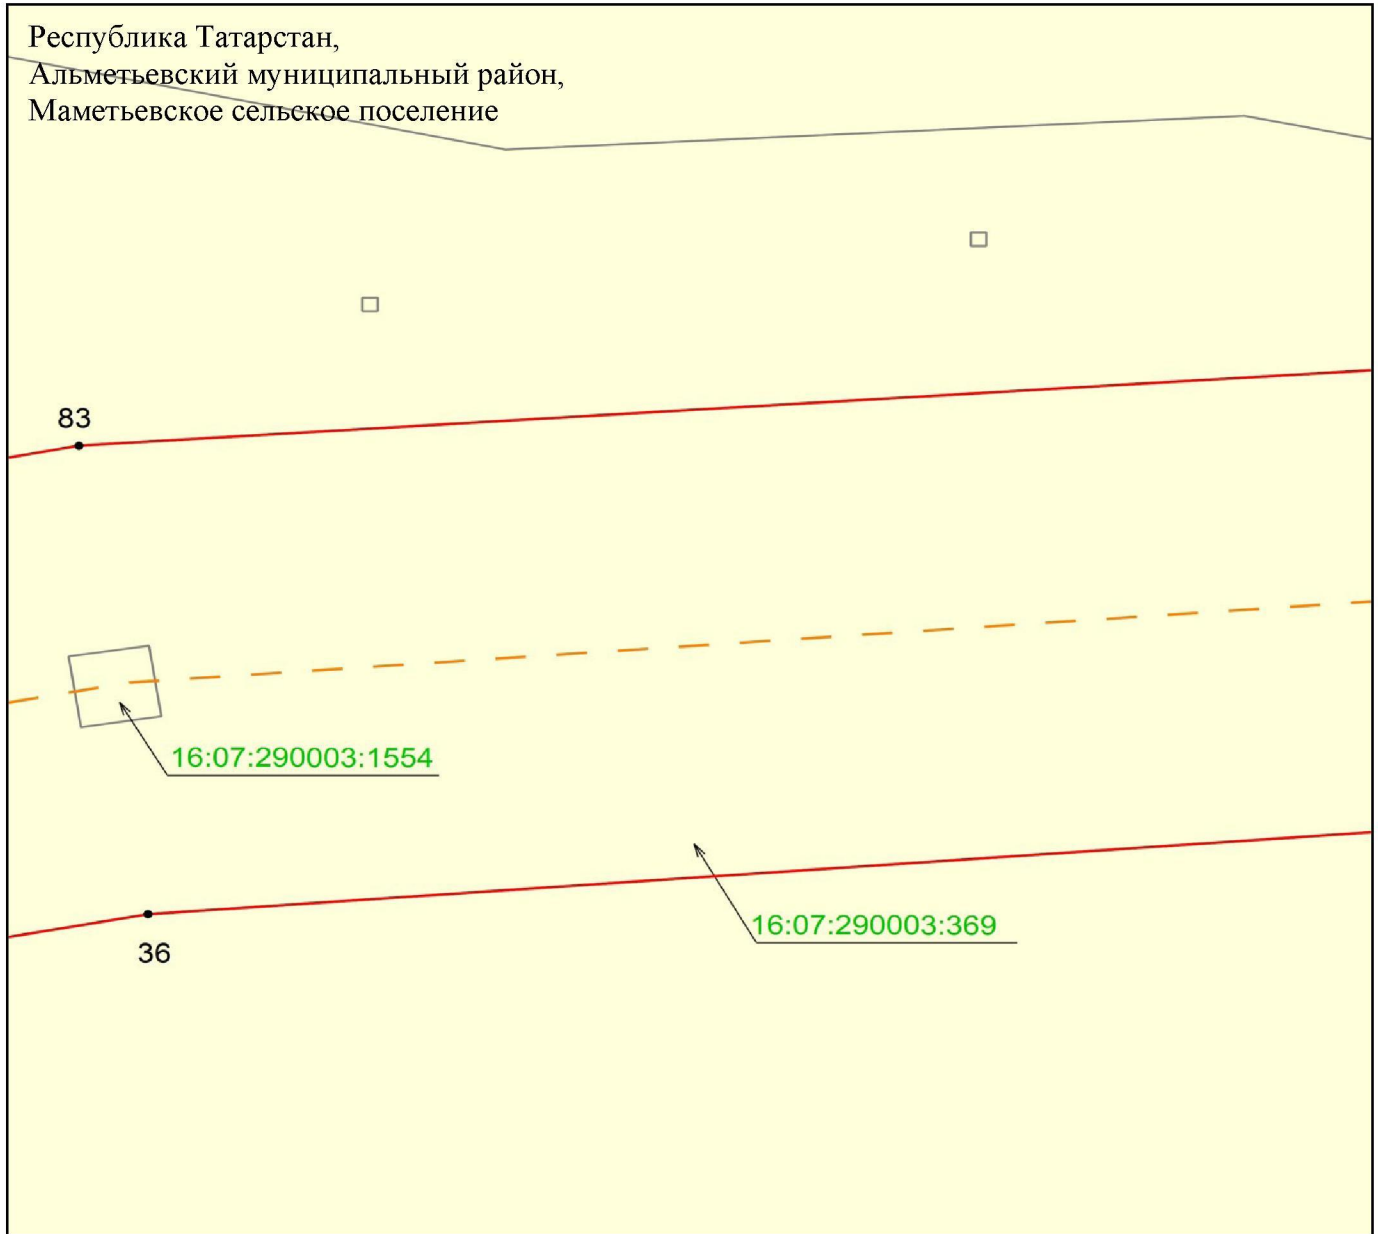 Республика Татарстан,
Альметьевский муниципальный район,
Маметьевское сельское поселение
83
16:07:290003:1554
16:07:290003:369
36